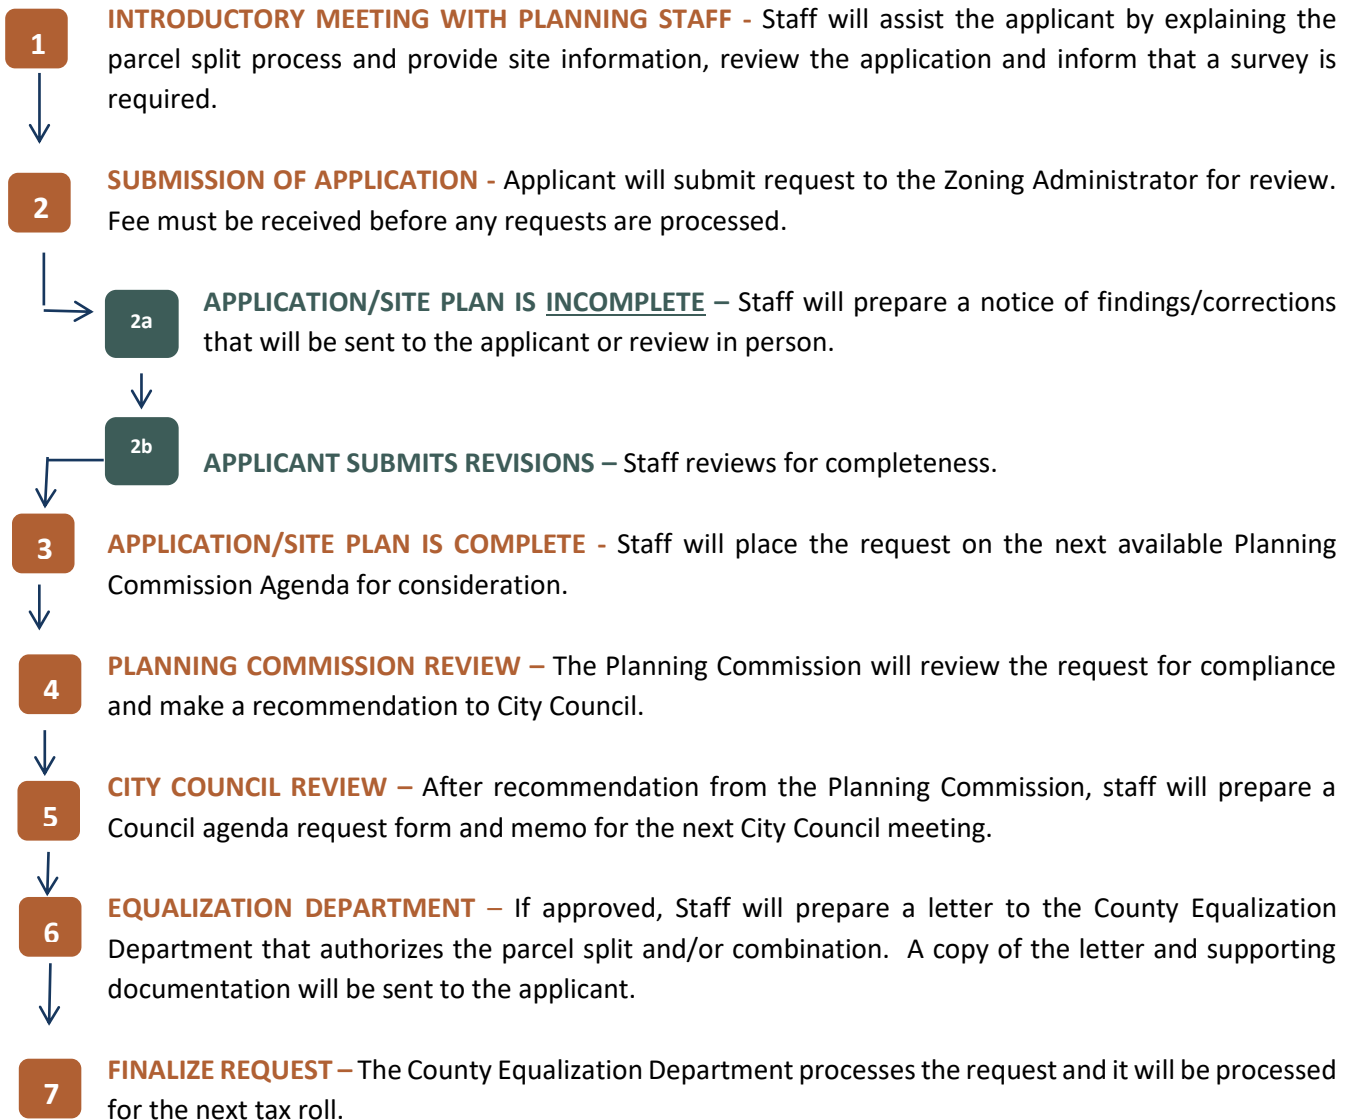 1
INTRODUCTORY MEETING WITH PLANNING STAFF - Staff will assist the applicant by explaining the
parcel split process and provide site information, review the application and inform that a survey is
required.
2
SUBMISSION OF APPLICATION - Applicant will submit request to the Zoning Administrator for review.
Fee must be received before any requests are processed.
2a
APPLICATION/SITE PLAN IS INCOMPLETE – Staff will prepare a notice of findings/corrections
that will be sent to the applicant or review in person.
2b
APPLICANT SUBMITS REVISIONS – Staff reviews for completeness.
3
APPLICATION/SITE PLAN IS COMPLETE - Staff will place the request on the next available Planning
Commission Agenda for consideration.
4
PLANNING COMMISSION REVIEW – The Planning Commission will review the request for compliance
and make a recommendation to City Council.
5
CITY COUNCIL REVIEW – After recommendation from the Planning Commission, staff will prepare a
Council agenda request form and memo for the next City Council meeting.
6
EQUALIZATION DEPARTMENT – If approved, Staff will prepare a letter to the County Equalization
Department that authorizes the parcel split and/or combination. A copy of the letter and supporting
documentation will be sent to the applicant.
7
FINALIZE REQUEST – The County Equalization Department processes the request and it will be processed
for the next tax roll.